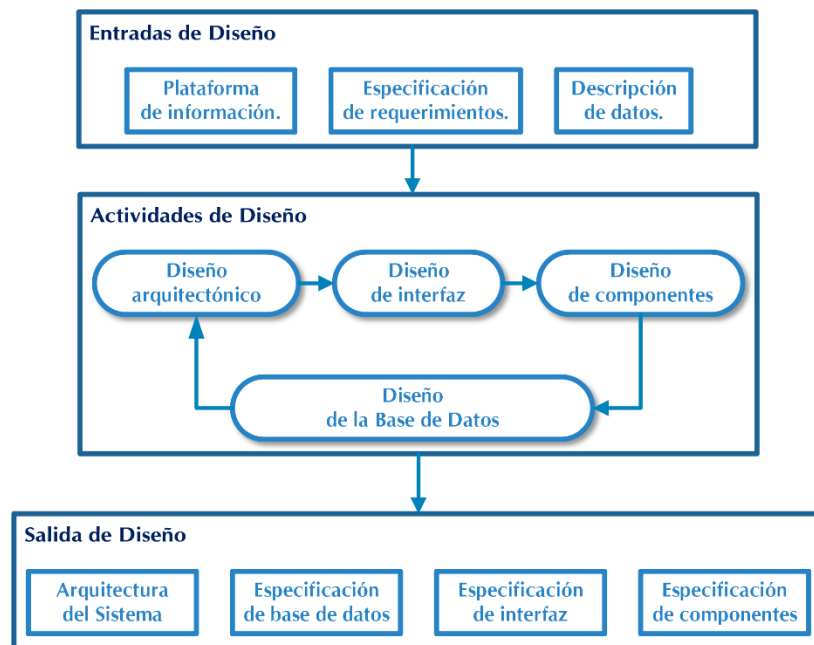 Entradas de Diseño
Plataforma
de información.
Especificación
de requerimientos.
Descripción
de datos.
Actividades de Diseño
Diseño
arquitectónico
Diseño
de interfaz
Diseño
de componentes
Diseño
de la Base de Datos
Salida de Diseño
Arquitectura
del Sistema
Especificación
de base de datos
Especificación
de interfaz
Especificación
de componentes